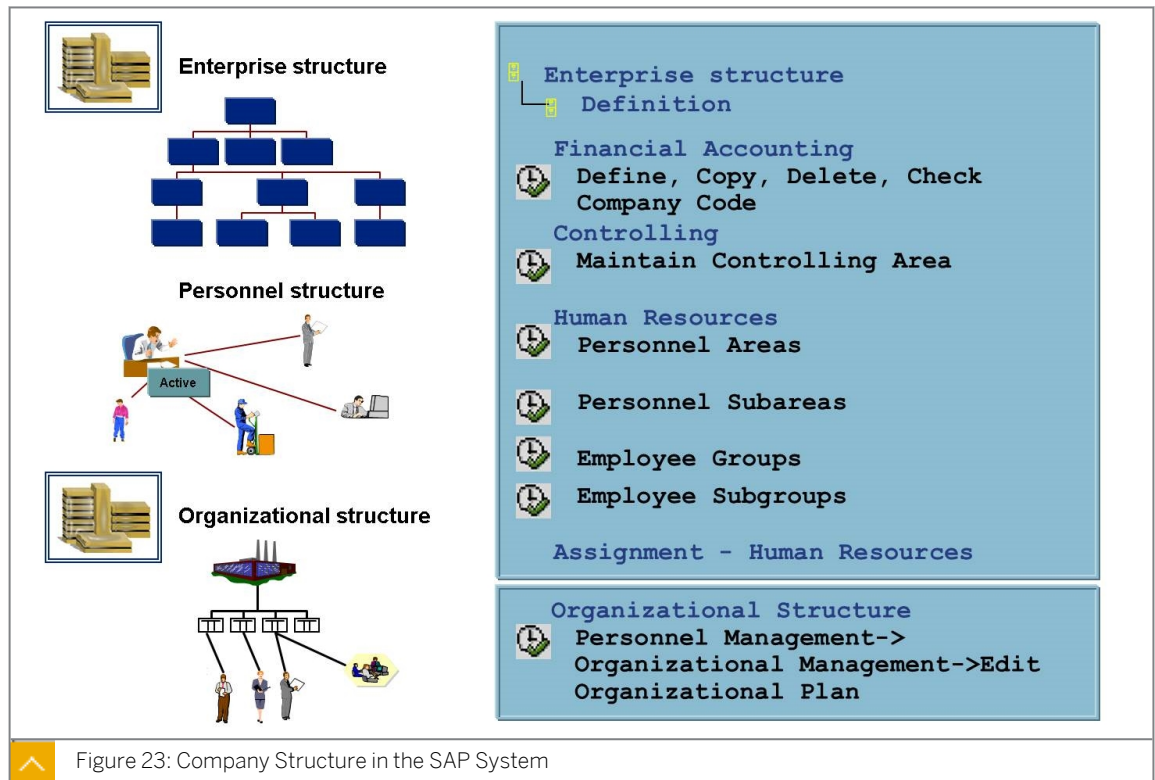 Enterprise structure
Personnel structure
Active
Organizational structure
Enterprise structure
Definition
Financial Accounting
Define, Copy, Delete, Check
Company Code
Controlling
Maintain Controlling Area
Human Resources
Personnel Areas
Personnel Subareas
Employee Groups
Employee Subgroups
Assignment - Human Resources
Organizational Structure
Personnel Management->
Organizational Management->Edit
Organizational Plan
Figure 23: Company Structure in the SAP System